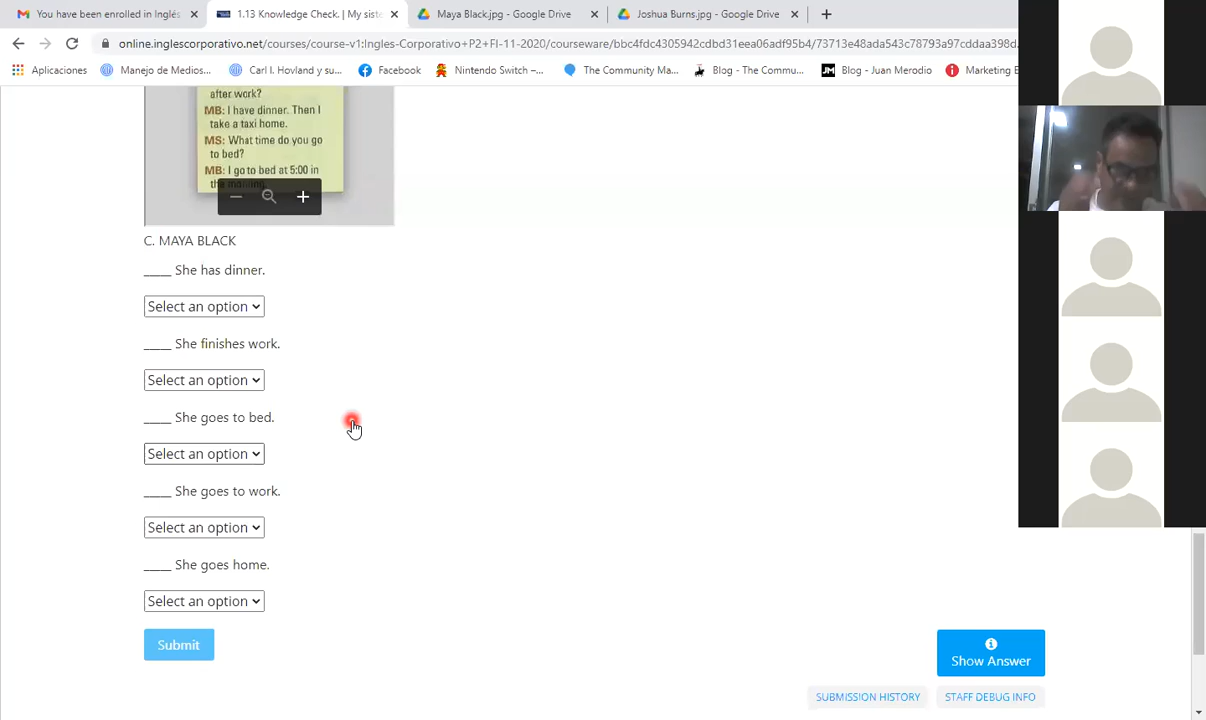 You have been enrolled in Inglés
1.13 Knowledge Check. | My siste
Maya Black.jpg - Google Drive
Joshua Burns.jpg - Google Drive
online.inglescorporativo.net/courses/course-v1:Ingles-Corporativo+P2+FI-11-2020/courseware/bbc4fdc4305942cdbd31eea06adf95b4/73713e48ada543c78793a97cddaa398d
Aplicaciones
Manejo de Medios...
Carl I. Hovland y su...
Facebook
Nintendo Switch –...
The Community Ma...
Blog - The Commu...
JM Blog - Juan Merodio
Marketing E
after work?
MB: I have dinner. Then I
take a taxi home.
MS: What time do you go
to bed?
MB: I go to bed at 5:00 in
the morning.
C. MAYA BLACK
____ She has dinner.
Select an option
____ She finishes work.
Select an option
____ She goes to bed.
Select an option
____ She goes to work.
Select an option
____ She goes home.
Select an option
Submit
Show Answer
SUBMISSION HISTORY
STAFF DEBUG INFO